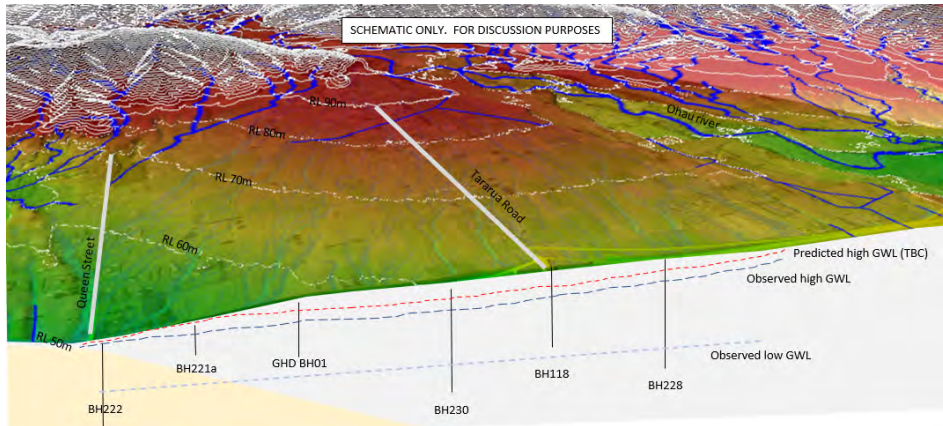 SCHEMATIC ONLY.  FOR DISCUSSION PURPOSES
RL 90m
Ohau river
RL 80m
RL 70m
Tararua Road
RL 60m
Queen Street
Predicted high GWL (TBC)
Observed high GWL
RL 50m
Observed low GWL
BH221a
GHD BH01
BH118
BH228
BH222
BH230